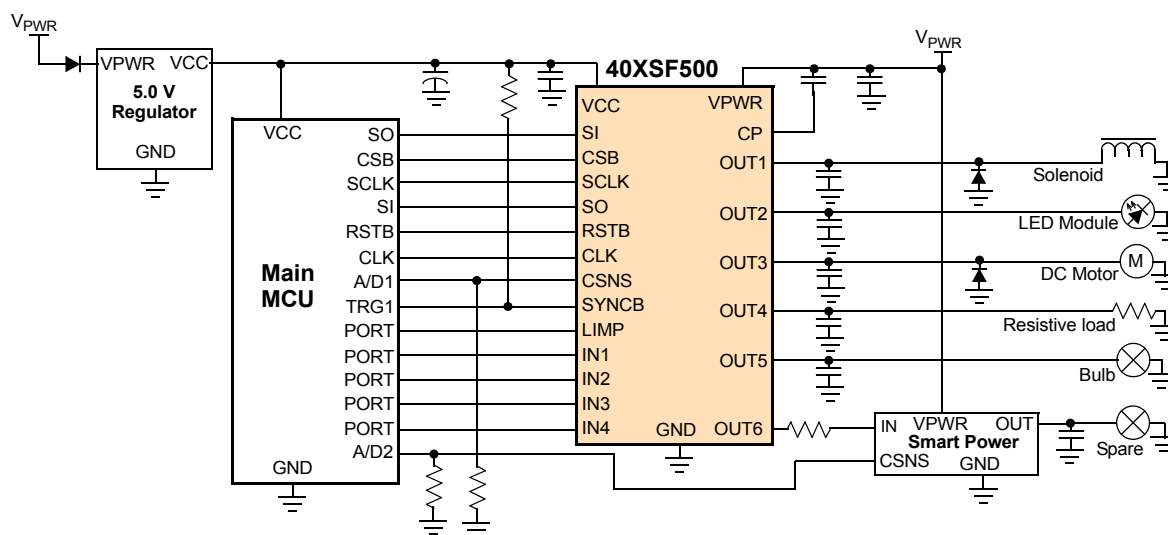 VPWR
VPWR VCC
5.0 V
Regulator
GND
VCC
SO
CSB
SCLK
SI
RSTB
CLK
A/D1
TRG1
PORT
PORT
PORT
PORT
PORT
A/D2
Main
MCU
GND
40XSF500
VCC
SI
CSB
SCLK
SO
RSTB
CLK
CSNS
SYNCB
LIMP
IN1
IN2
IN3
IN4
GND
VPWR
CP
OUT1
OUT2
OUT3
OUT4
OUT5
OUT6
VPWR
Solenoid
LED Module
M
DC Motor
Resistive load
Bulb
IN VPWR OUT
Smart Power
CSNS GND
Spare